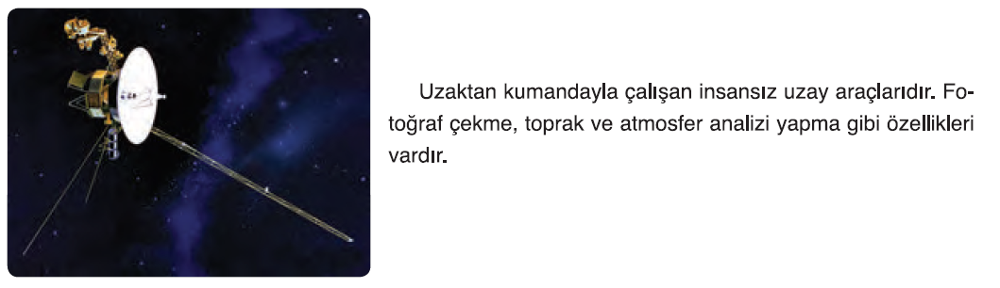 Uzaktan kumandayla çalışan insansız uzay araçlarıdır. Fo-
toğraf çekme, toprak ve atmosfer analizi yapma gibi özellikleri
vardır.